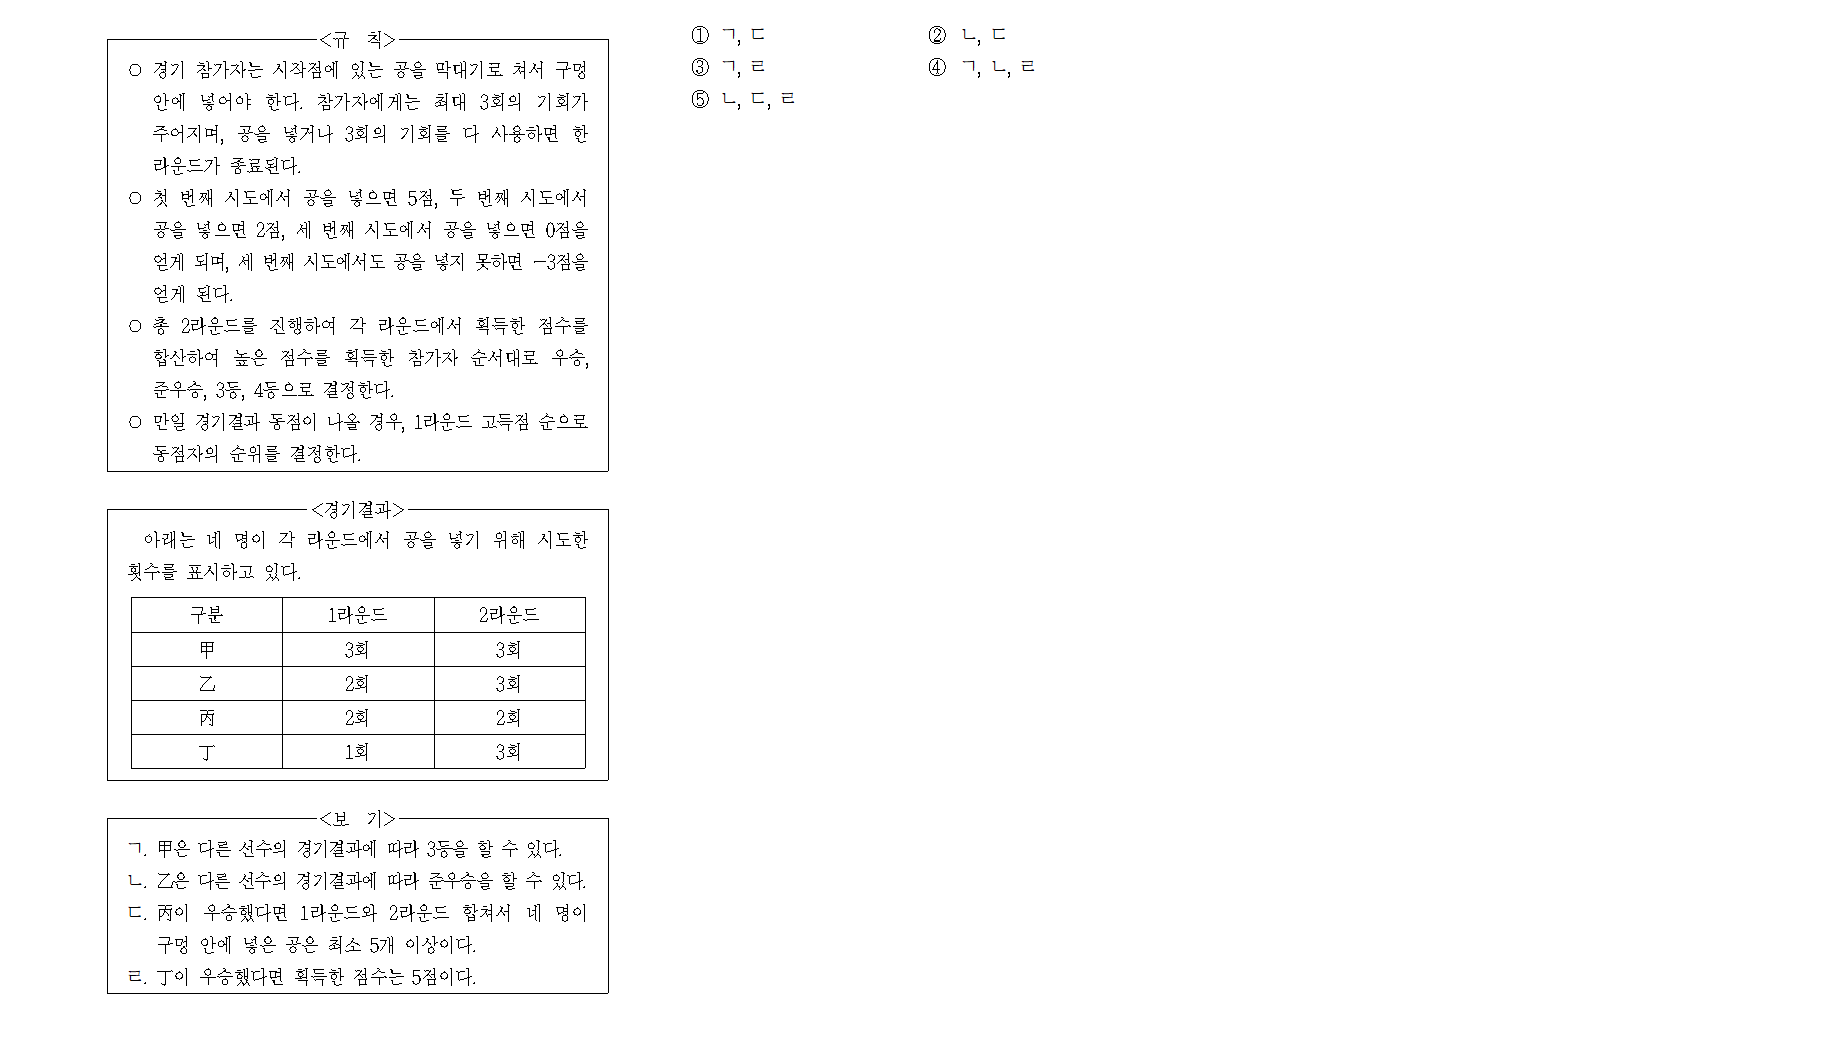 <규 칙>
○ 경기 참가자는 시작점에 있는 공을 막대기로 쳐서 구멍
안에 넣어야 한다. 참가자에게는 최대 3회의 기회가
주어지며, 공을 넣거나 3회의 기회를 다 사용하면 한
라운드가 종료된다.
○ 첫 번째 시도에서 공을 넣으면 5점, 두 번째 시도에서
공을 넣으면 2점, 세 번째 시도에서 공을 넣으면 0점을
얻게 되며, 세 번째 시도에서도 공을 넣지 못하면 −3점을
얻게 된다.
○ 총 2라운드를 진행하여 각 라운드에서 획득한 점수를
합산하여 높은 점수를 획득한 참가자 순서대로 우승,
준우승, 3등, 4등으로 결정한다.
○ 만일 경기결과 동점이 나올 경우, 1라운드 고득점 순으로
동점자의 순위를 결정한다.
<경기결과>
아래는 네 명이 각 라운드에서 공을 넣기 위해 시도한
횟수를 표시하고 있다.
구분 1라운드 2라운드
甲 3회 3회
乙 2회 3회
丙 2회 2회
丁 1회 3회
<보 기>
ㄱ. 甲은 다른 선수의 경기결과에 따라 3등을 할 수 있다.
ㄴ. 乙은 다른 선수의 경기결과에 따라 준우승을 할 수 있다.
ㄷ. 丙이 우승했다면 1라운드와 2라운드 합쳐서 네 명이
구멍 안에 넣은 공은 최소 5개 이상이다.
ㄹ. 丁이 우승했다면 획득한 점수는 5점이다.
① ㄱ, ㄷ ② ㄴ, ㄷ
③ ㄱ, ㄹ ④ ㄱ, ㄴ, ㄹ
⑤ ㄴ, ㄷ, ㄹ